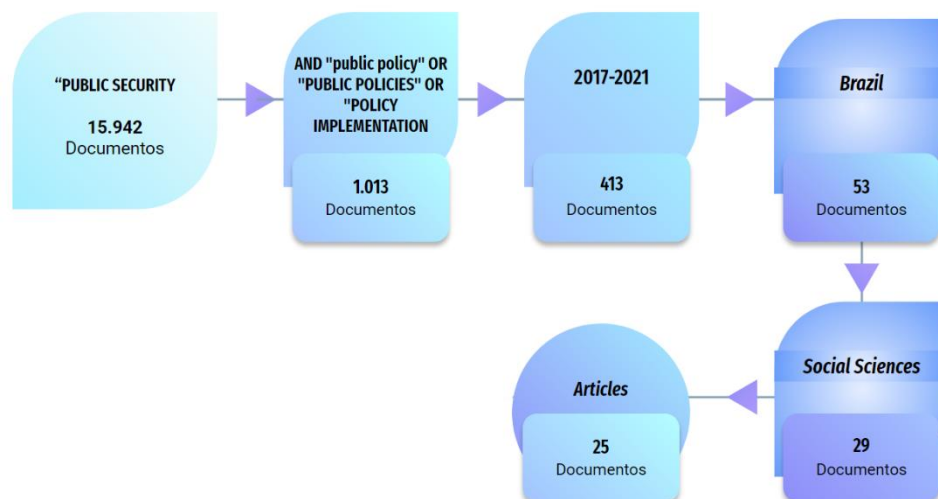 “PUBLIC SECURITY
15.942
Documentos
AND "public policy" OR
"PUBLIC POLICIES" OR
"POLICY
IMPLEMENTATION
1.013
Documentos
2017-2021
413
Documentos
Brazil
53
Documentos
Social Sciences
29
Documentos
Articles
25
Documentos